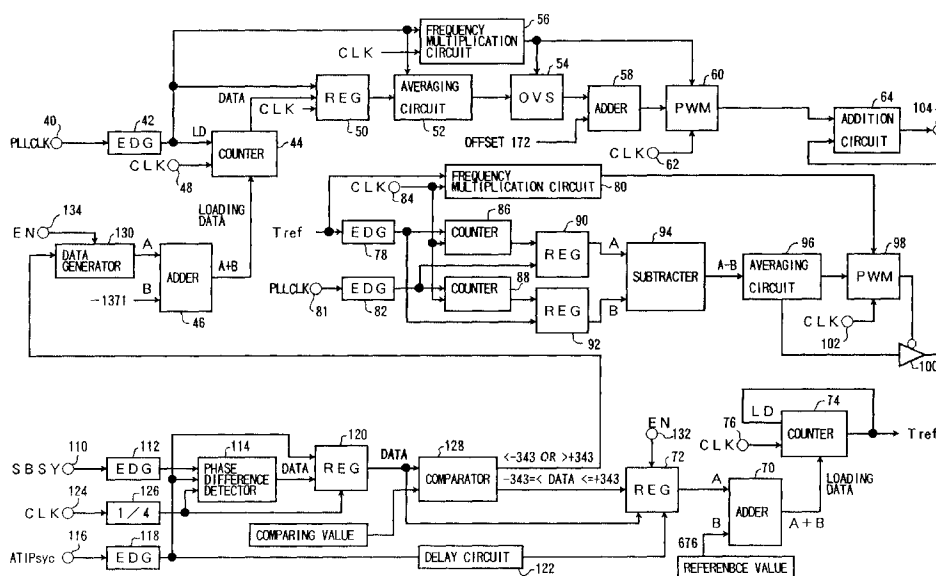 56
FREQUENCY
MULTIPLICATION
CIRCUIT
CLK
54
58
60
62
64
104
40
42
DATA
REG
AVERAGING
CIRCUIT
OVS
ADDER
PWM
ADDITION
CIRCUIT
PLLCLK
EDG
LD
44
CLK
50
52
OFFSET 172
COUNTER
CLK
48
CLK
84
FREQUENCY
MULTIPLICATION CIRCUIT
80
134
LOADING
DATA
86
90
94
96
98
EN
130
Tref
EDG
78
COUNTER
REG
A
DATA
GENERATOR
A
ADDER
A+B
SUBTRACTER
A-B
AVERAGING
CIRCUIT
PWM
B
-1371
46
PLLCLK
81
EDG
82
88
COUNTER
REG
92
B
CLK
102
100
EN
132
LD
74
76
CLK
COUNTER
Tref
110
112
114
120
128
72
70
SBSY
EDG
PHASE
DIFFERENCE
DETECTOR
DATA
REG
DATA
COMPARATOR
<-343 OR >+343
-343=< DATA <=+343
REG
A
ADDER
A+B
LOADING
DATA
124
126
CLK
1/4
B
116
118
COMPARING VALUE
676
ATIPsyc
EDG
DELAY CIRCUIT
122
REFERENBCE VALUE